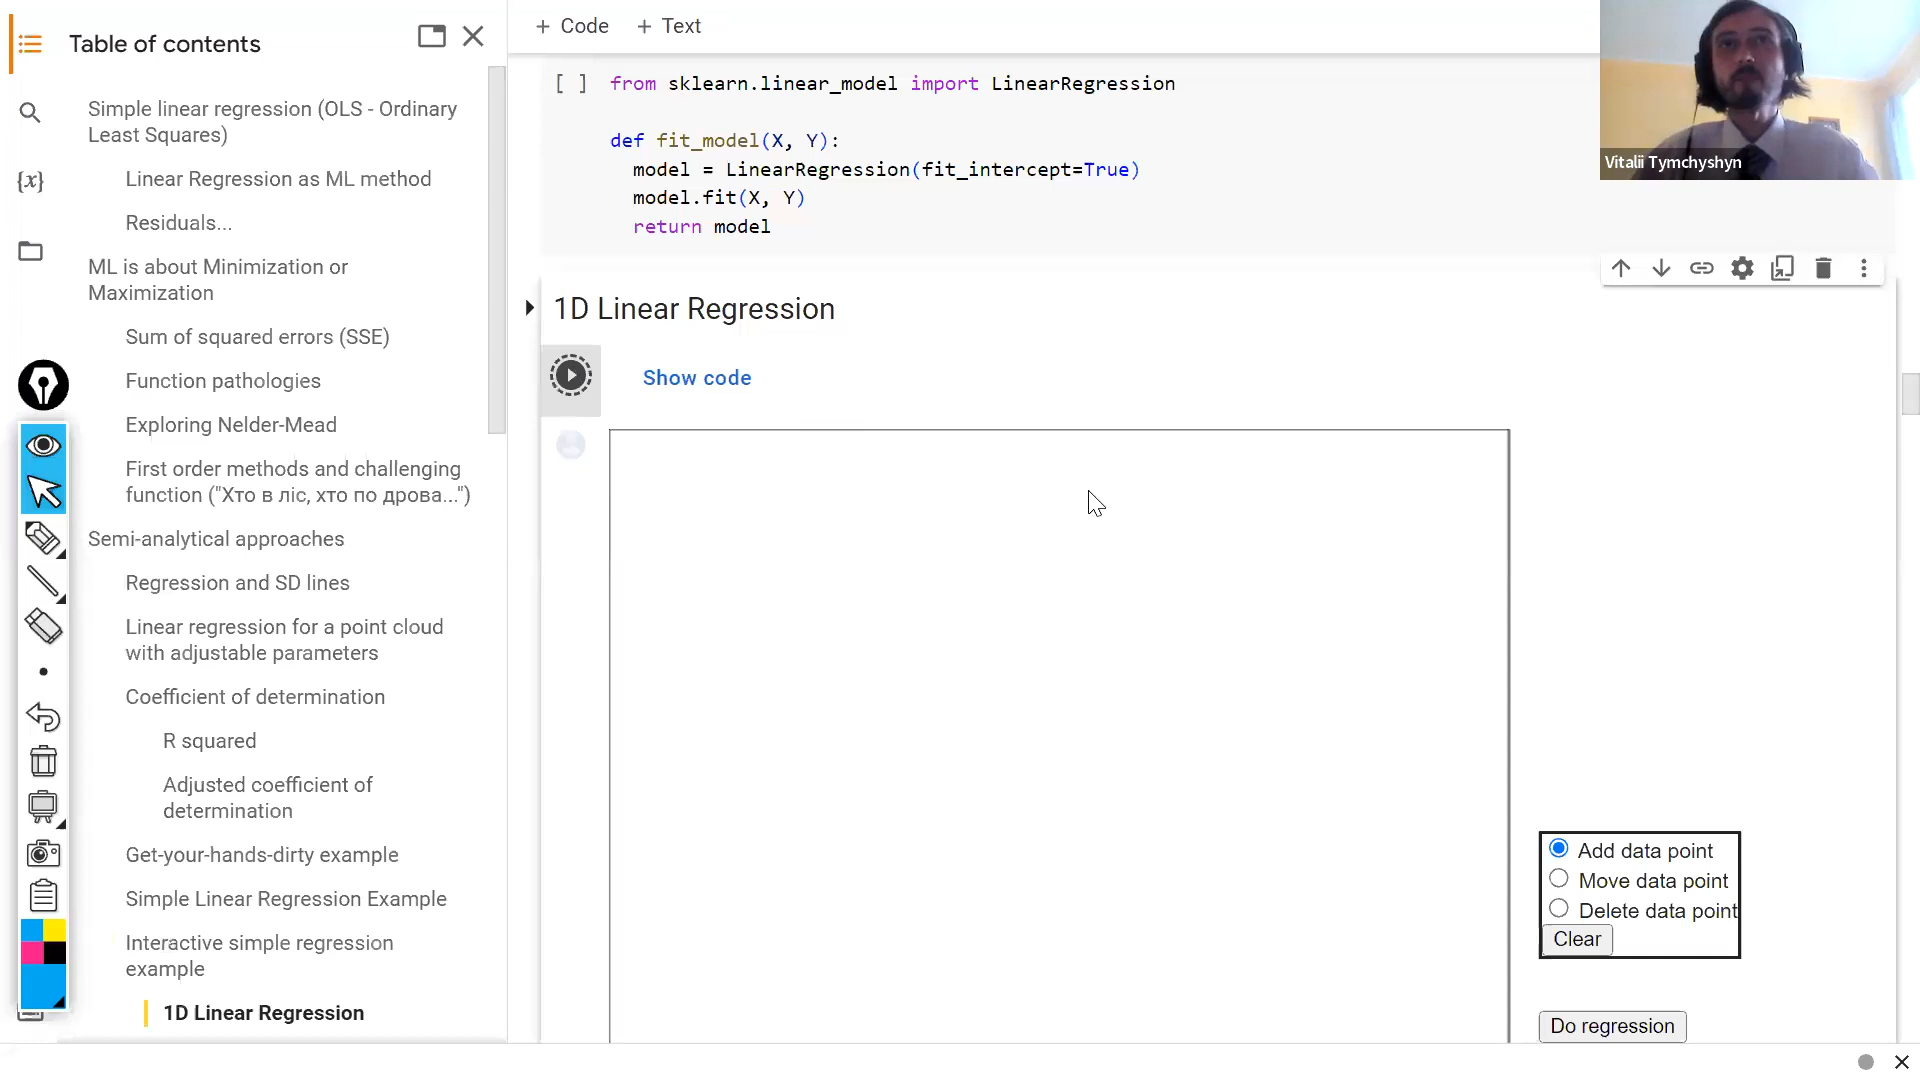 Table of contents
Simple linear regression (OLS - Ordinary
Least Squares)
Linear Regression as ML method
{x}
Residuals...
ML is about Minimization or
Maximization
Sum of squared errors (SSE)
Function pathologies
Exploring Nelder-Mead
First order methods and challenging
function ("Хто в ліс, хто по дрова...")
Semi-analytical approaches
Regression and SD lines
Linear regression for a point cloud
with adjustable parameters
Coefficient of determination
R squared
Adjusted coefficient of
determination
Get-your-hands-dirty example
Simple Linear Regression Example
Interactive simple regression
example
1D Linear Regression
+ Code + Text
[ ] from sklearn.linear_model import LinearRegression
def fit_model(X, Y):
model = LinearRegression(fit_intercept=True)
model.fit(X, Y)
return model
Vitalii Tymchyshyn
1D Linear Regression
Show code
Add data point
Move data point
Delete data point
Clear
Do regression